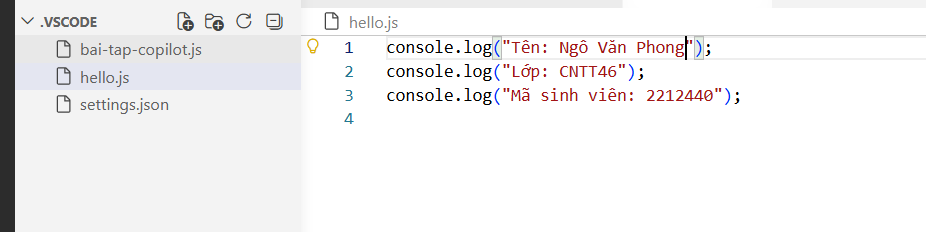 .VSCODE
bai-tap-copilot.js
hello.js
settings.json
hello.js
1 console.log("Tên: Ngô Văn Phong");
2 console.log("Lớp: CNTT46");
3 console.log("Mã sinh viên: 2212440");
4